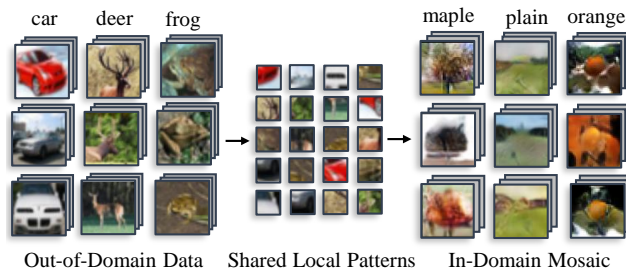 car deer frog
maple plain orange
Out-of-Domain Data
Shared Local Patterns
In-Domain Mosaic